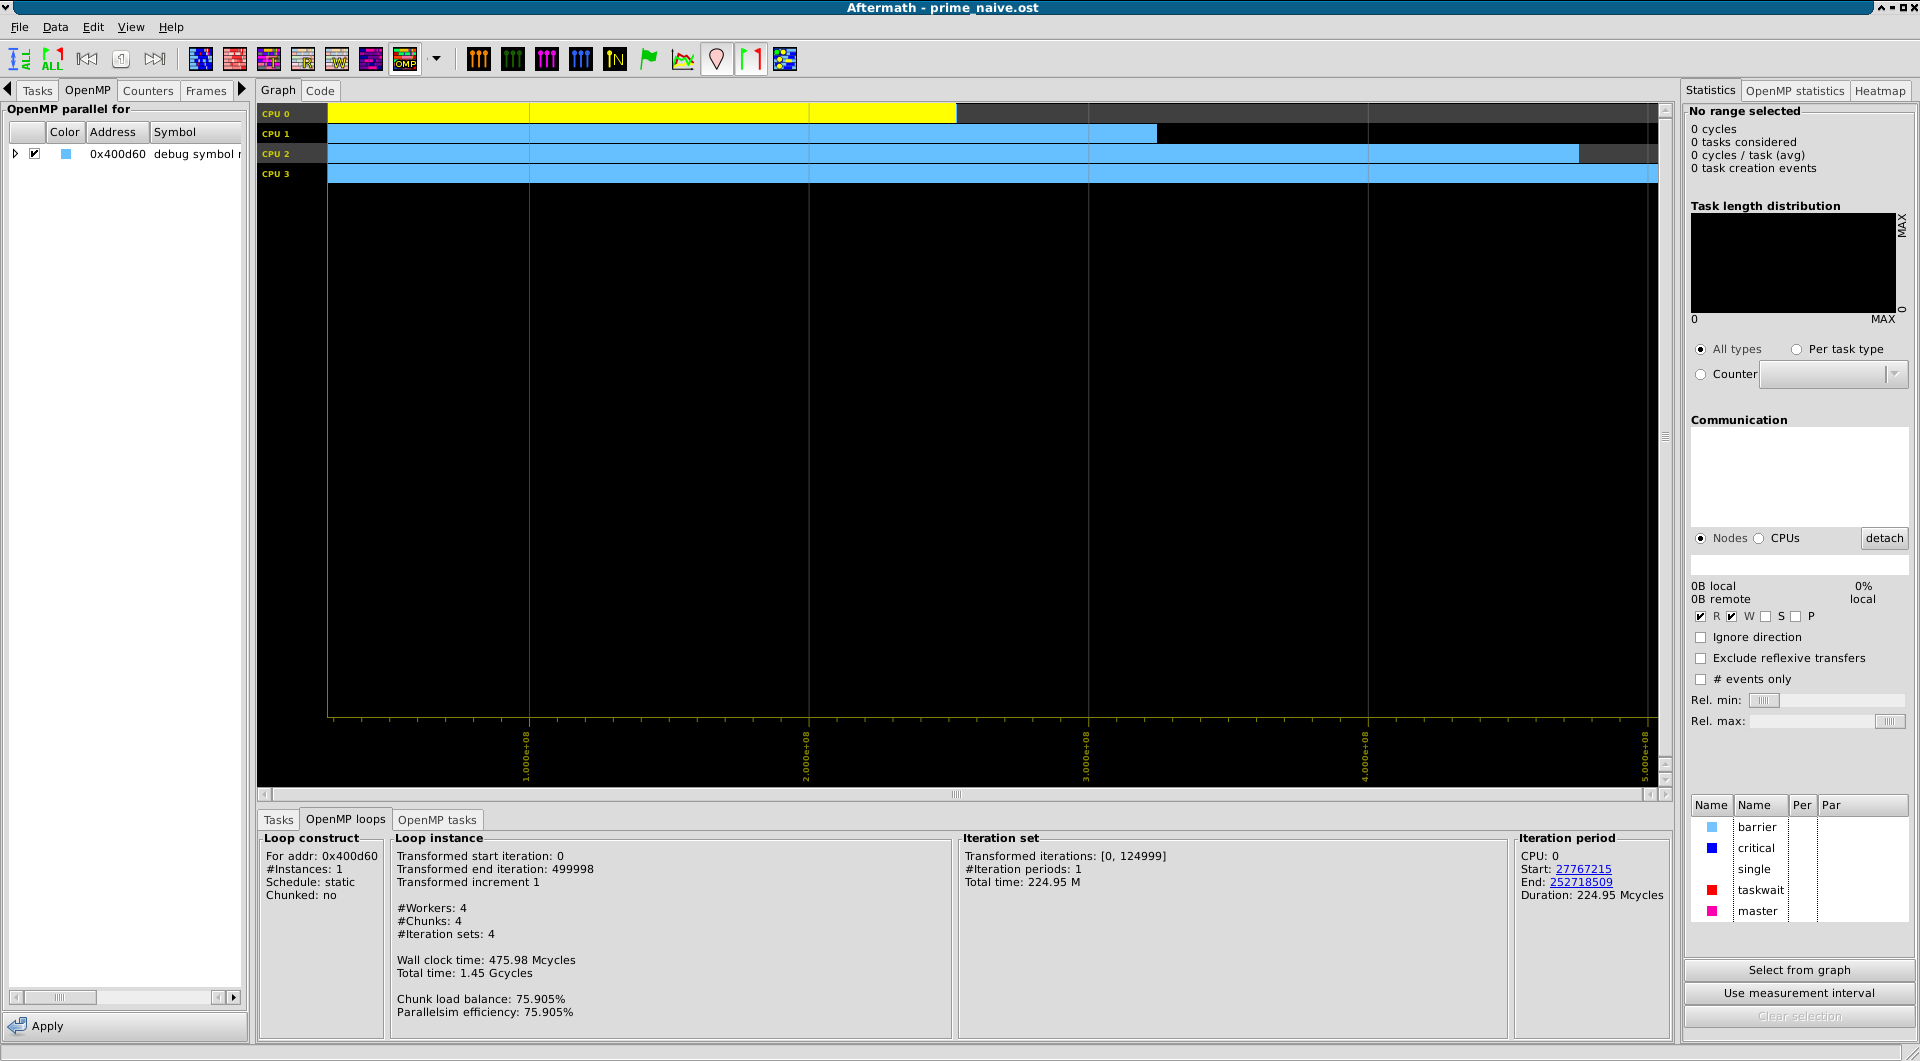 Aftermath - prime_naive.ost
File Data Edit View Help
ALL ALL T R W OMP N
Tasks OpenMP Counters Frames
OpenMP parallel for
Color Address Symbol
0x400d60 debug symbol
Apply
Graph Code
CPU 0
CPU 1
CPU 2
CPU 3
1.000e+08 2.000e+08 3.000e+08 4.000e+08 5.000e+08
Tasks OpenMP loops OpenMP tasks
Loop construct
For addr: 0x400d60
#Instances: 1
Schedule: static
Chunked: no
Loop instance
Transformed start iteration: 0
Transformed end iteration: 499998
Transformed increment 1
#Workers: 4
#Chunks: 4
#Iteration sets: 4
Wall clock time: 475.98 Mcycles
Total time: 1.45 Gcycles
Chunk load balance: 75.905%
Parallelsim efficiency: 75.905%
Iteration set
Transformed iterations: [0, 124999]
#Iteration periods: 1
Total time: 224.95 M
Iteration period
CPU: 0
Start: 27767215
End: 252718509
Duration: 224.95 Mcycles
Statistics OpenMP statistics Heatmap
No range selected
0 cycles
0 tasks considered
0 cycles / task (avg)
0 task creation events
Task length distribution
MAX
0
0 MAX
All types Per task type
Counter
Communication
Nodes CPUs detach
0B local 0%
0B remote local
R W S P
Ignore direction
Exclude reflexive transfers
# events only
Rel. min:
Rel. max:
Name Name Per Par
barrier
critical
single
taskwait
master
Select from graph
Use measurement interval
Clear selection